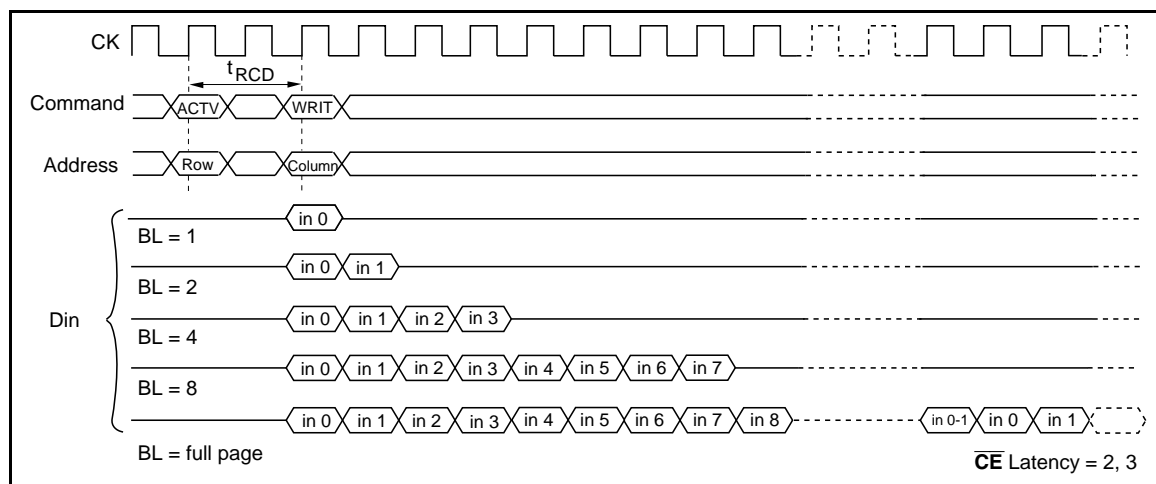 CK
tRCD
Command ACTV WRIT
Address Row Column
Din
in 0
BL = 1
in 0 in 1
BL = 2
in 0 in 1 in 2 in 3
BL = 4
in 0 in 1 in 2 in 3 in 4 in 5 in 6 in 7
BL = 8
in 0 in 1 in 2 in 3 in 4 in 5 in 6 in 7 in 8 in 0-1 in 0 in 1
BL = full page
CE Latency = 2, 3